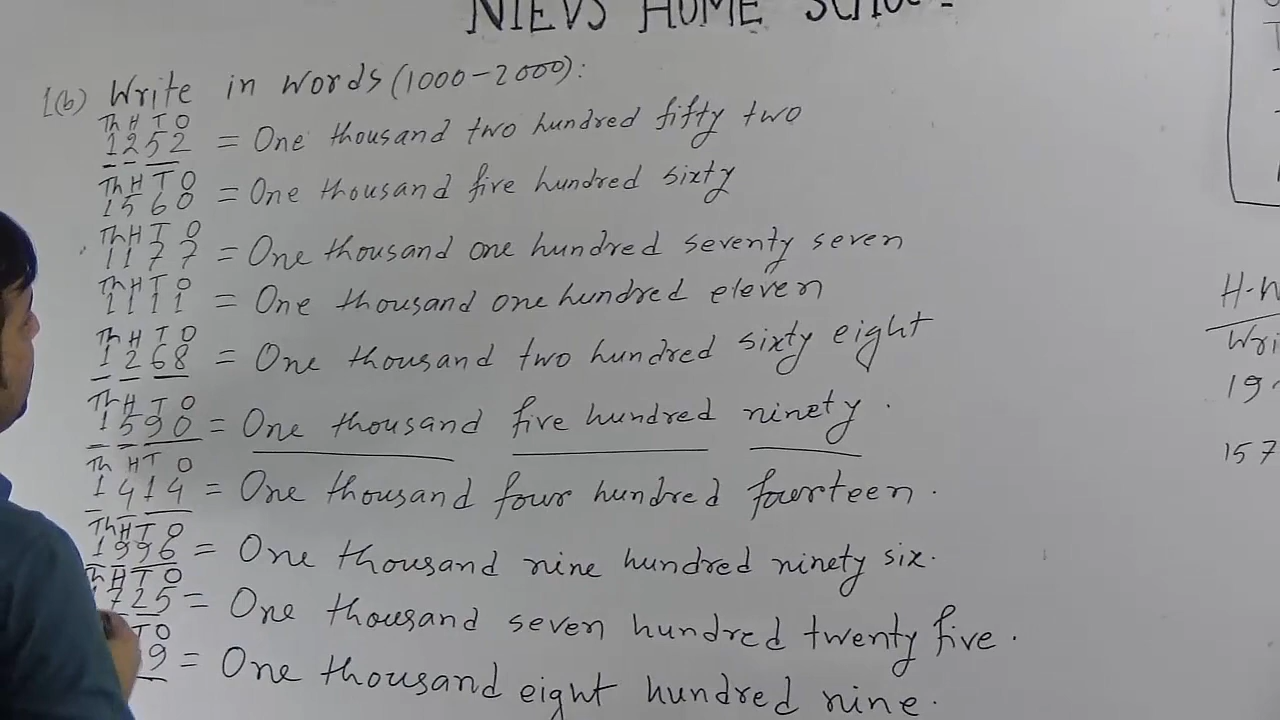 NIEVS HOME
1(b) Write in words (1000-2000):
Th H T O
1252 = One thousand two hundred fifty two
Th H T O
1560 = One thousand five hundred sixty
Th H T O
1177 = One thousand one hundred seventy seven
Th H T O
1111 = One thousand one hundred eleven
Th H T O
1268 = One thousand two hundred sixty eight
Th H T O
1590 = One thousand five hundred ninety.
Th H T O
1414 = One thousand four hundred fourteen.
Th H T O
1996 = One thousand nine hundred ninety six.
H T O
725 = One thousand seven hundred twenty five.
T O
9 = One thousand eight hundred nine.
H.W
Wri
19
157